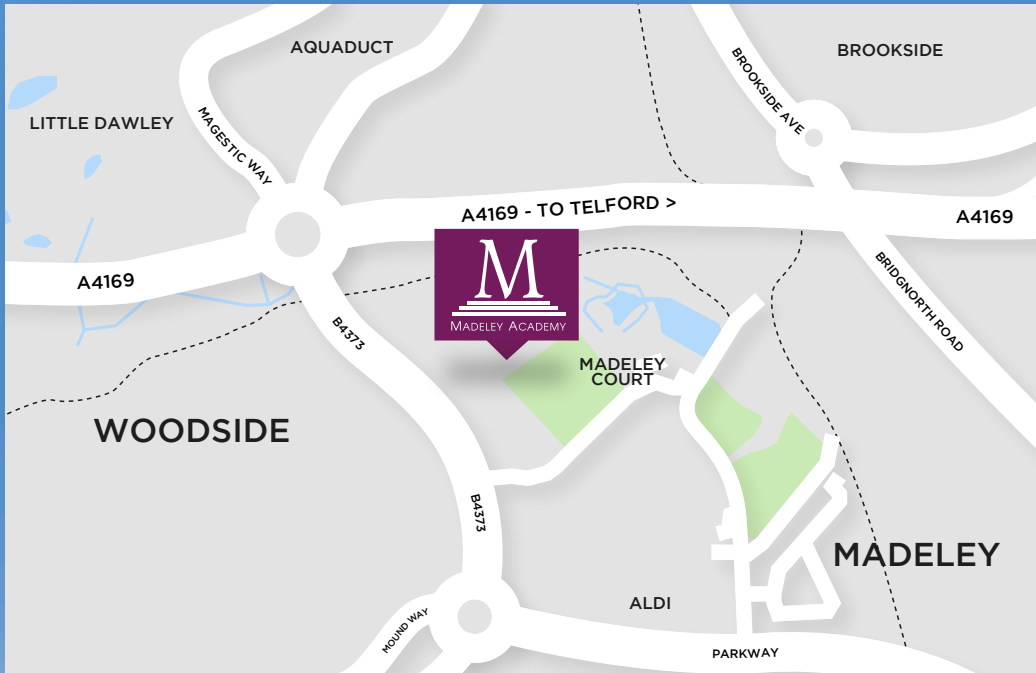 AQUADUCT
BROOKSIDE
BROOKSIDE AVE
LITTLE DAWLEY
MAGESTIC WAY
A4169 - TO TELFORD >
A4169
A4169
M
MADELEY ACADEMY
BRIDGNORTH ROAD
B4373
MADELEY
COURT
WOODSIDE
B4373
MADELEY
ALDI
MOUND WAY
PARKWAY